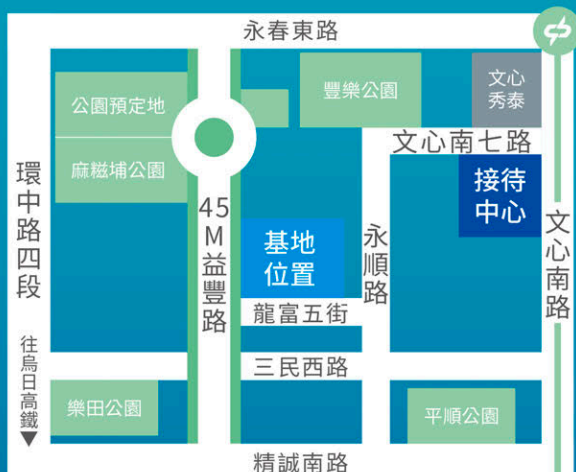 永春東路
公園預定地
豐樂公園
文心
秀泰
文心南七路
麻糍埔公園
環中路四段
45M益豐路
接待
中心
基地
位置
永順路
文心南路
龍富五街
往烏日高鐵
三民西路
樂田公園
平順公園
精誠南路